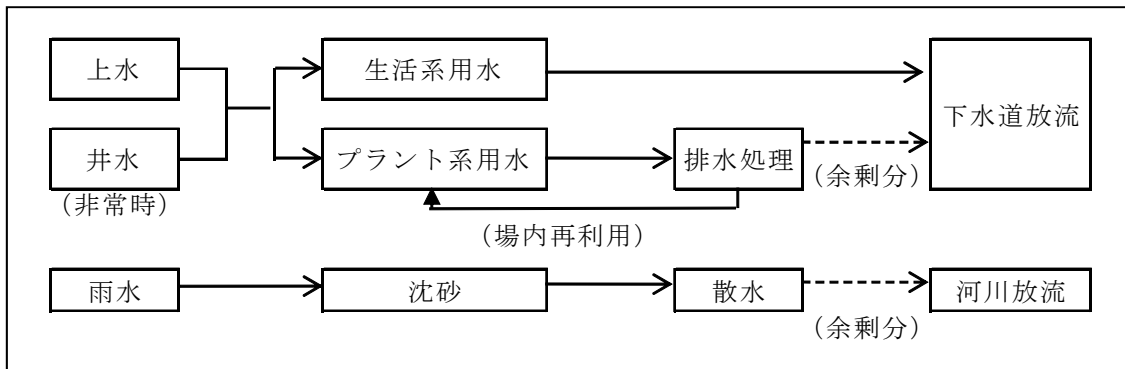 上水
生活系用水
下水道放流
井水
(非常時)
プラント系用水
排水処理
(余剰分)
(場内再利用)
雨水
沈砂
散水
(余剰分)
河川放流